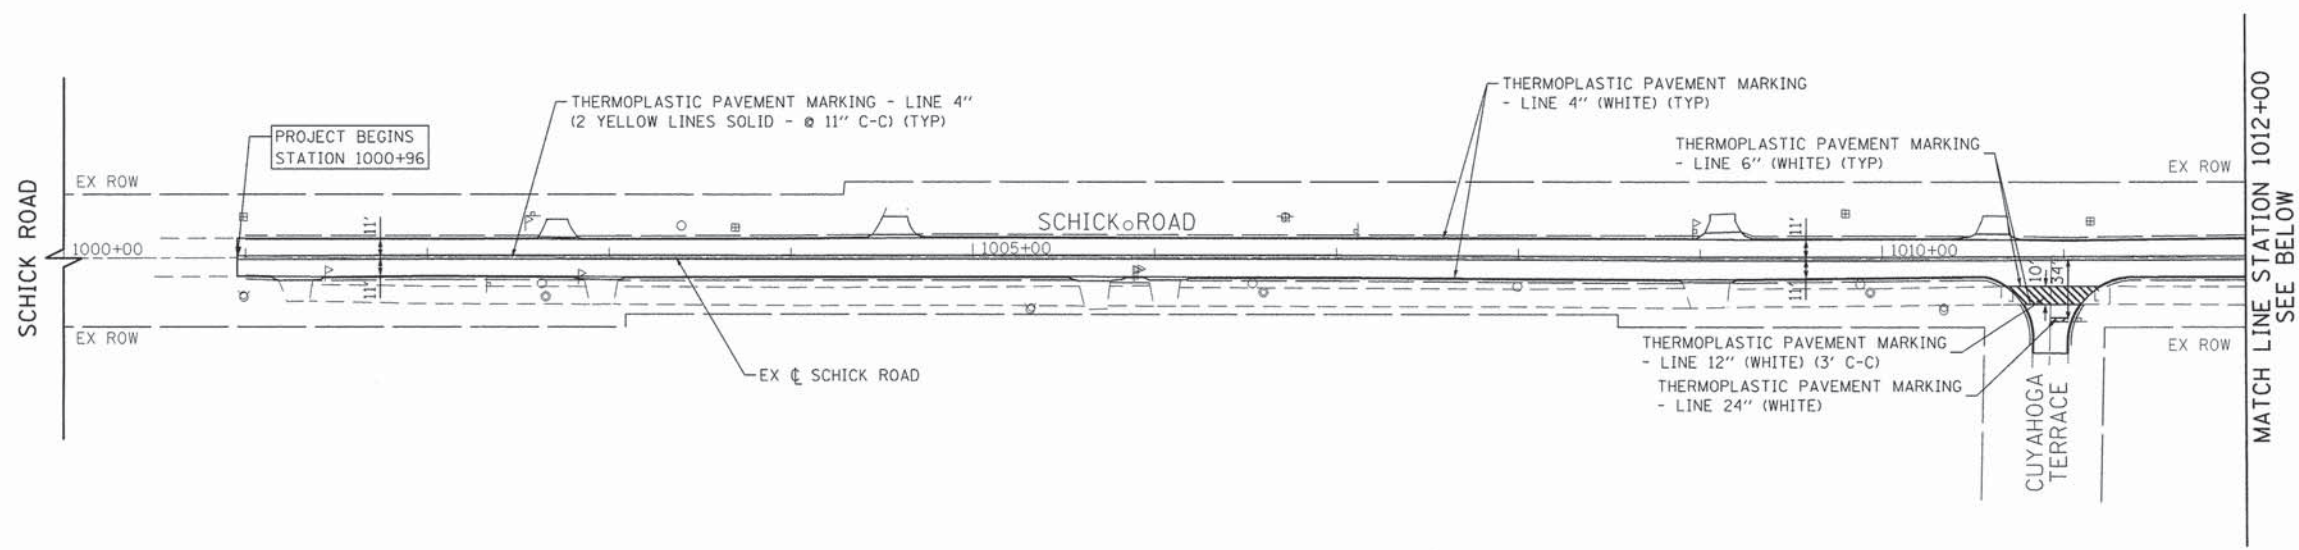 SCHICK ROAD
PROJECT BEGINS
STATION 1000+96
THERMOPLASTIC PAVEMENT MARKING - LINE 4"
(2 YELLOW LINES SOLID - @ 11" C-C) (TYP)
THERMOPLASTIC PAVEMENT MARKING
- LINE 4" (WHITE) (TYP)
THERMOPLASTIC PAVEMENT MARKING
- LINE 6" (WHITE) (TYP)
EX ROW
EX ROW
SCHICK ROAD
11'
11'
1000+00
1005+00
1010+00
11'
11'
10'
34'
EX ROW
EX ROW
EX ℄ SCHICK ROAD
THERMOPLASTIC PAVEMENT MARKING
- LINE 12" (WHITE) (3' C-C)
THERMOPLASTIC PAVEMENT MARKING
- LINE 24" (WHITE)
CUYAHOGA
TERRACE
MATCH LINE STATION 1012+00
SEE BELOW